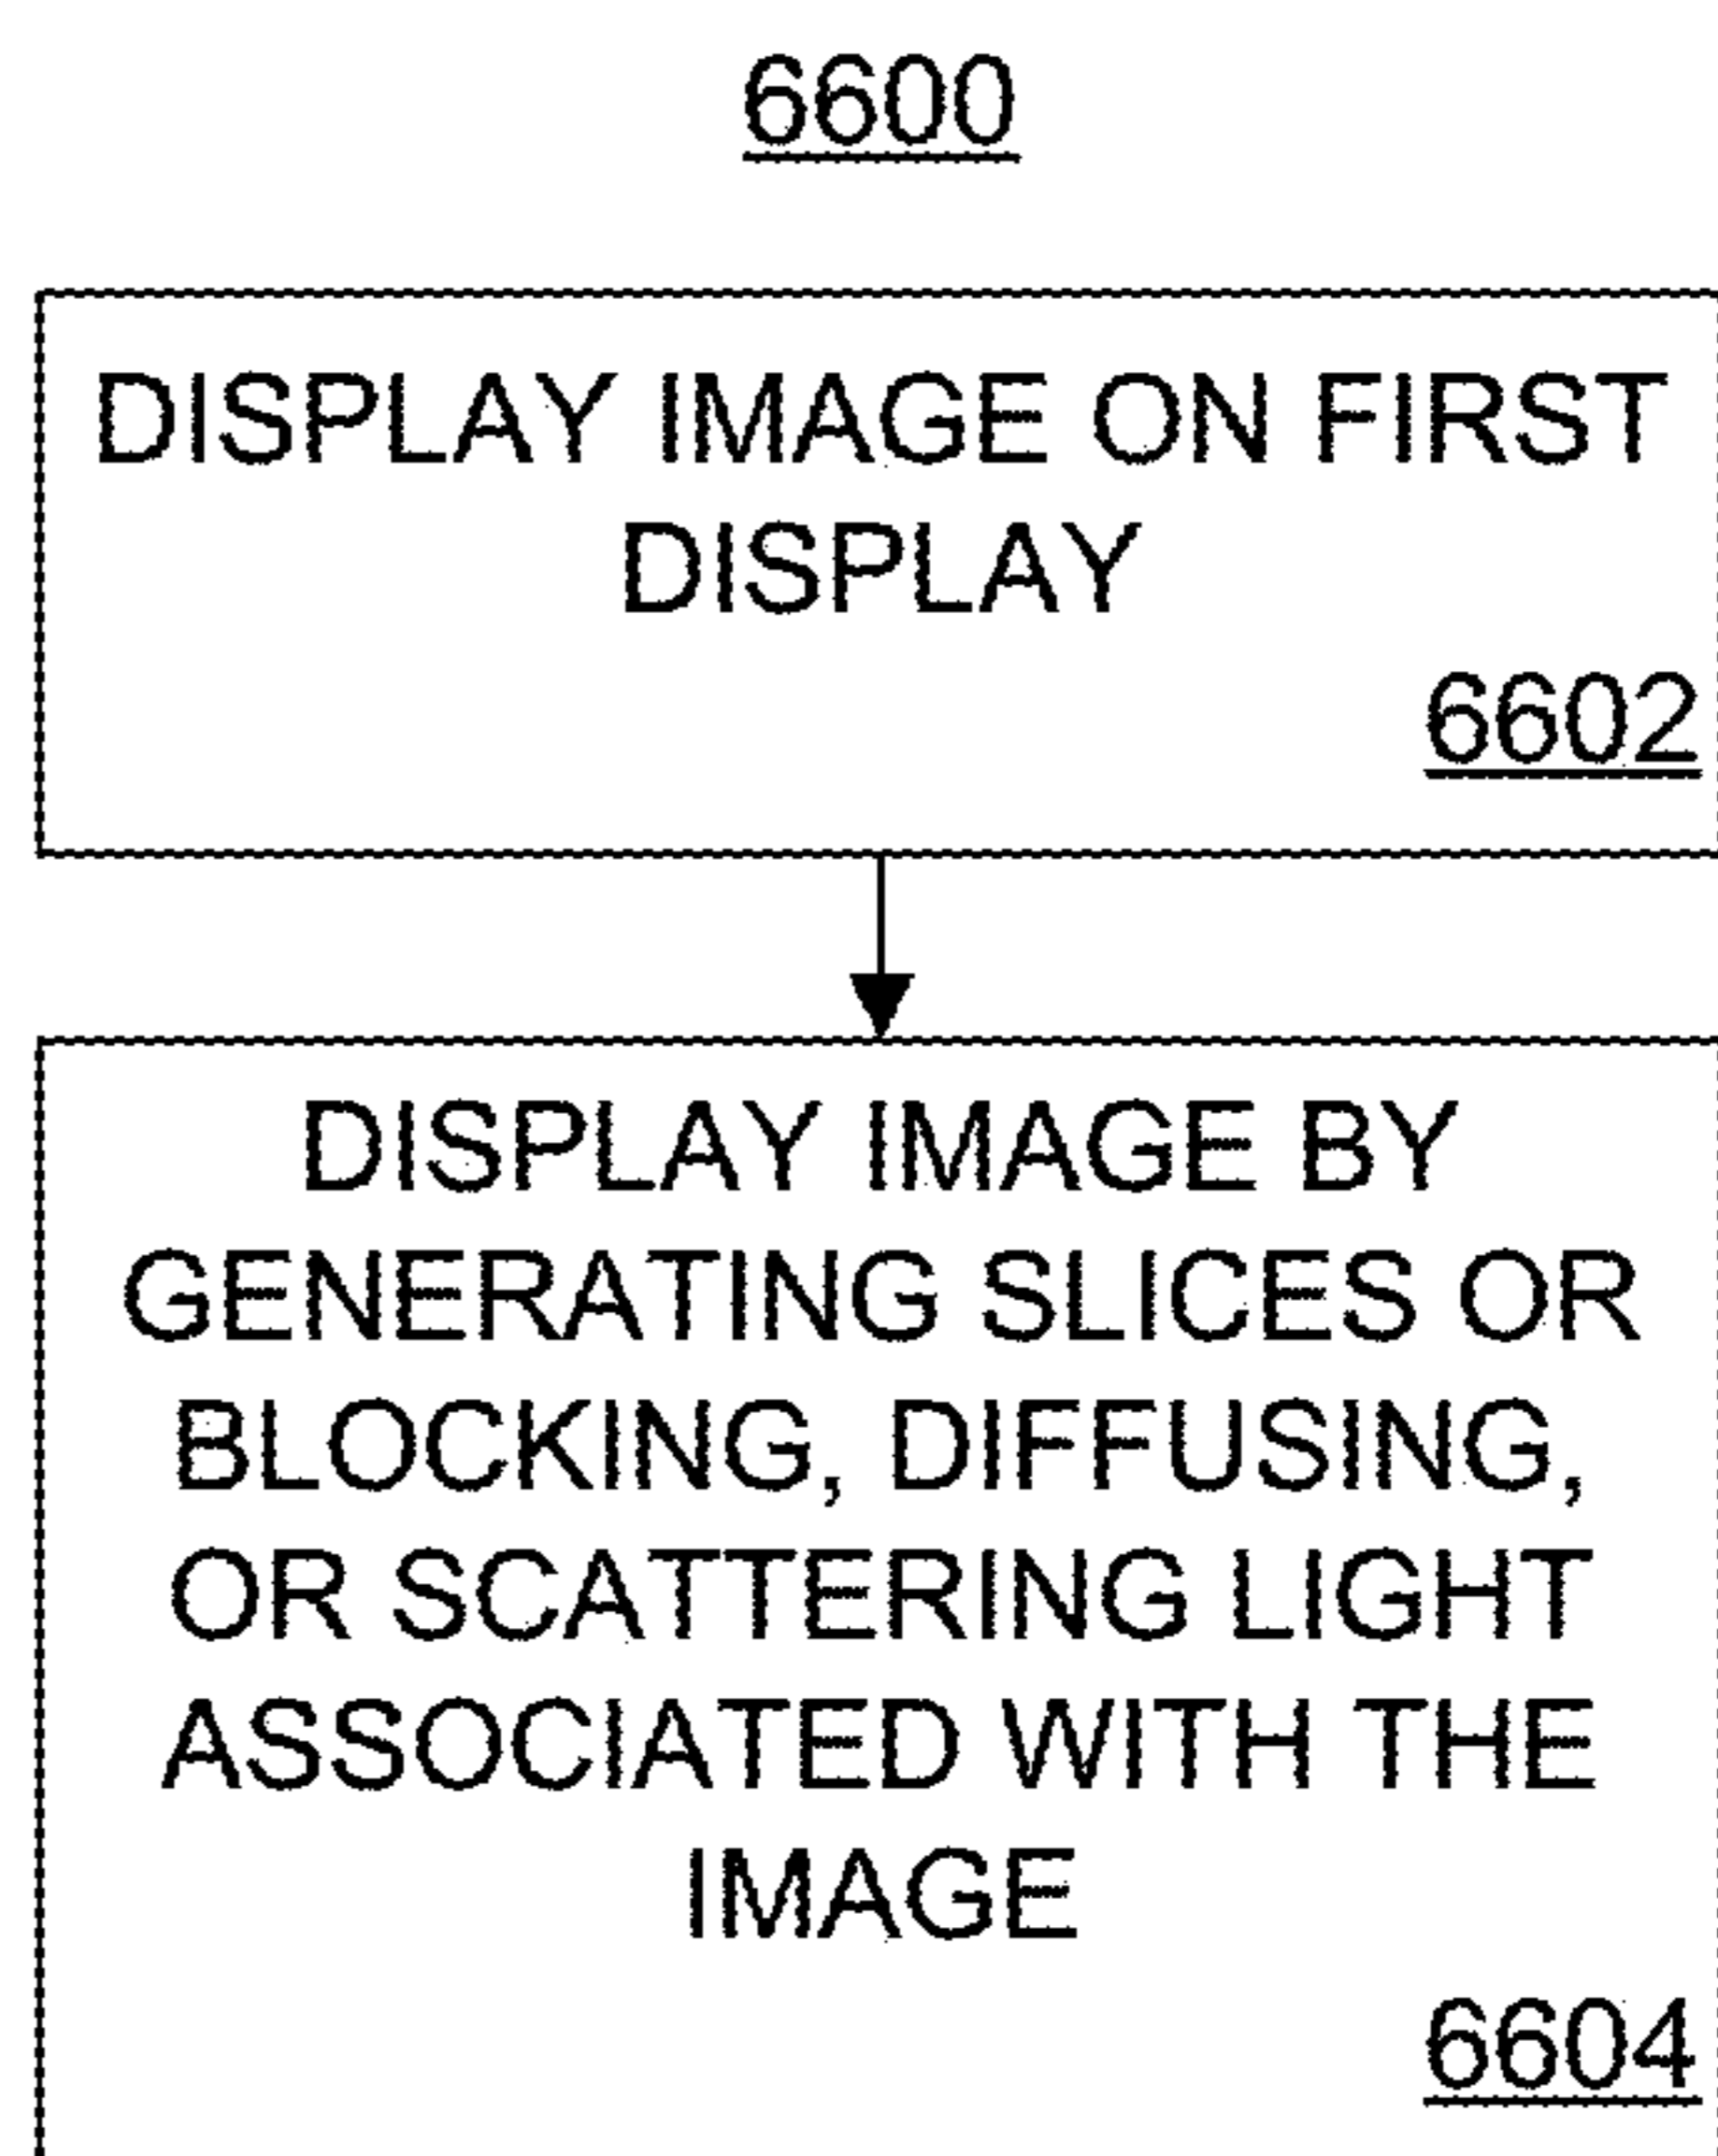 6600
DISPLAY IMAGE ON FIRST
DISPLAY
6602
DISPLAY IMAGE BY
GENERATING SLICES OR
BLOCKING, DIFFUSING,
OR SCATTERING LIGHT
ASSOCIATED WITH THE
IMAGE
6604